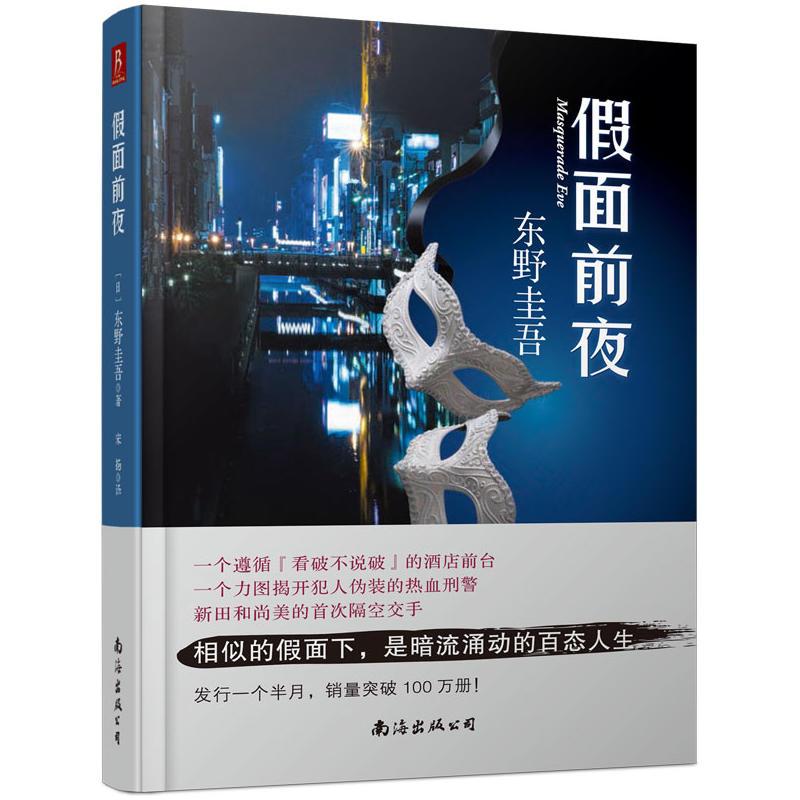 假面前夜
[日]东野圭吾 著
宋扬 译
南海出版公司
假面前夜
Masquerade Eve
东野圭吾
一个遵循『看破不说破』的酒店前台
一个力图揭开犯人伪装的热血刑警
新田和尚美的首次隔空交手
相似的假面下，是暗流涌动的百态人生
发行一个半月，销量突破100万册！
南海出版公司